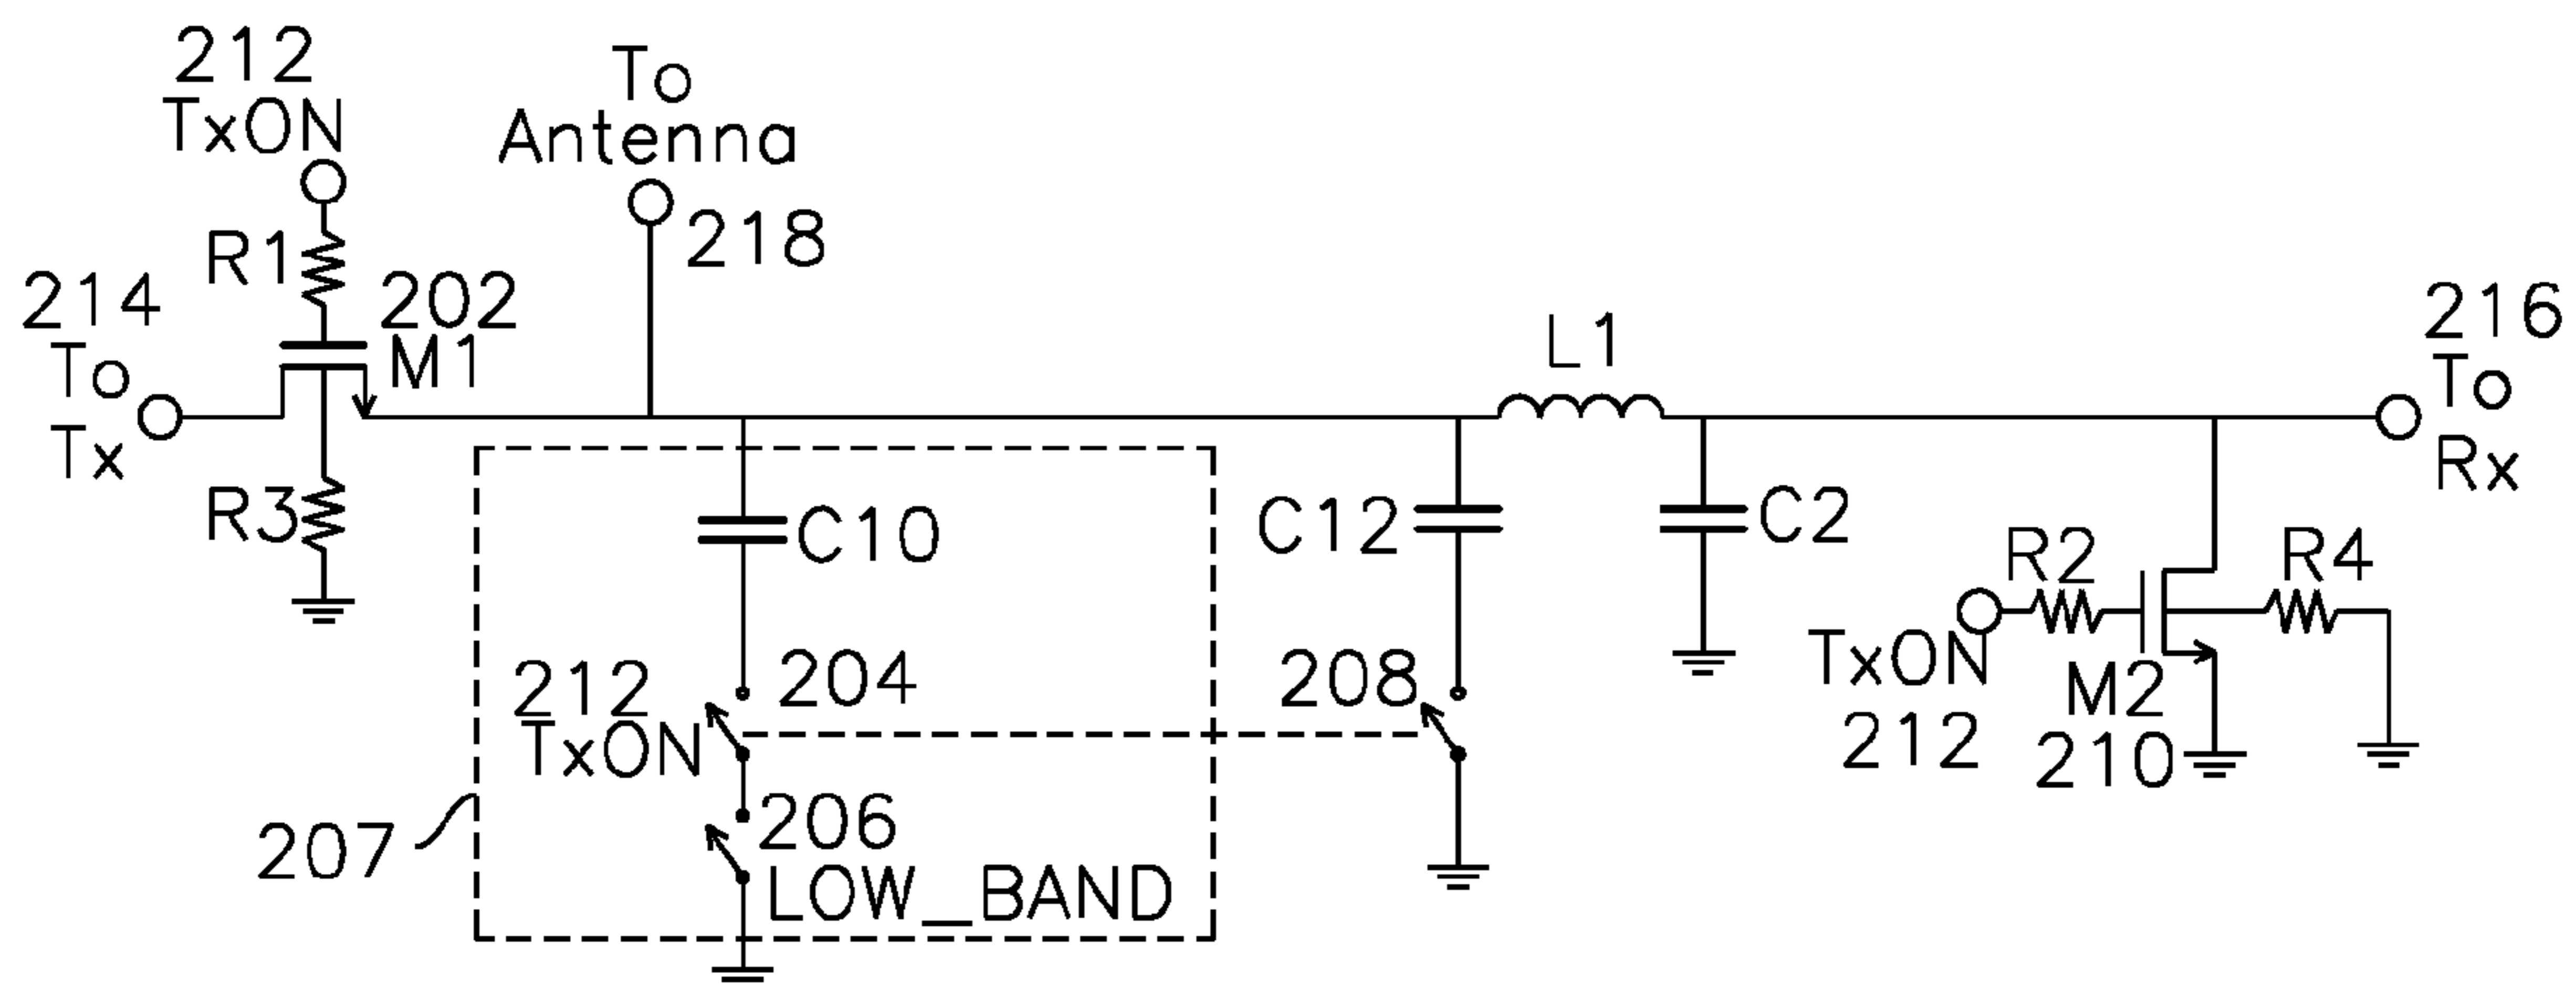 212
TxON
To
Antenna
218
R1
214
To
Tx
202
M1
R3
L1
216
To
Rx
C10
C12
C2
R2
R4
TxON
212
M2
210
212
TxON
204
208
206
LOW_BAND
207